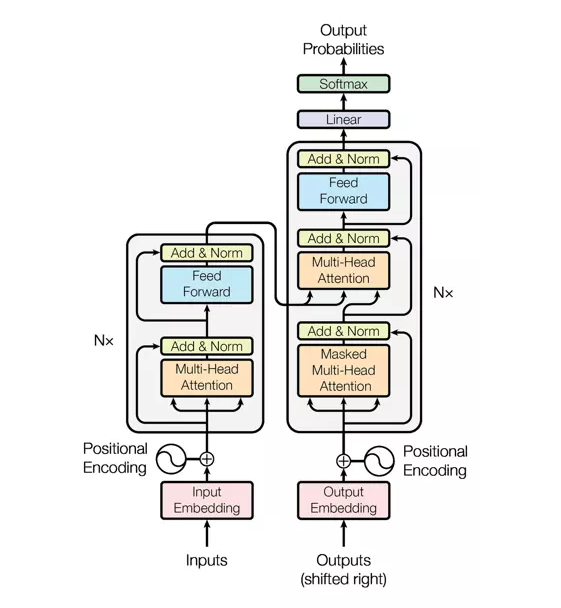 Output
Probabilities
Softmax
Linear
Add & Norm
Feed
Forward
Add & Norm
Multi-Head
Attention
Add & Norm
Masked
Multi-Head
Attention
N×
Positional
Encoding
Output
Embedding
Outputs
(shifted right)
Add & Norm
Feed
Forward
Add & Norm
Multi-Head
Attention
N×
Positional
Encoding
Input
Embedding
Inputs